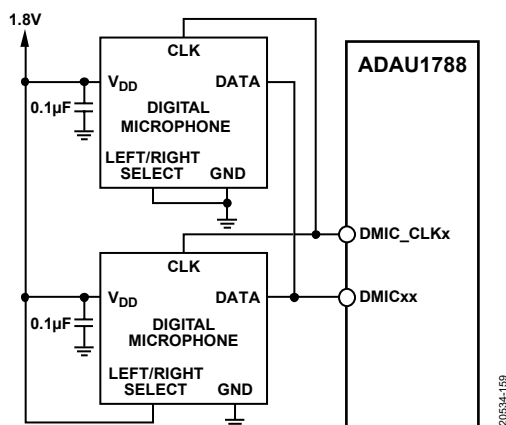 1.8V
CLK
ADAU1788
VDD
DATA
0.1µF
DIGITAL
MICROPHONE
LEFT/RIGHT
SELECT
GND
DMIC_CLKx
CLK
VDD
DATA
DMICxx
0.1µF
DIGITAL
MICROPHONE
LEFT/RIGHT
SELECT
GND
20534-159